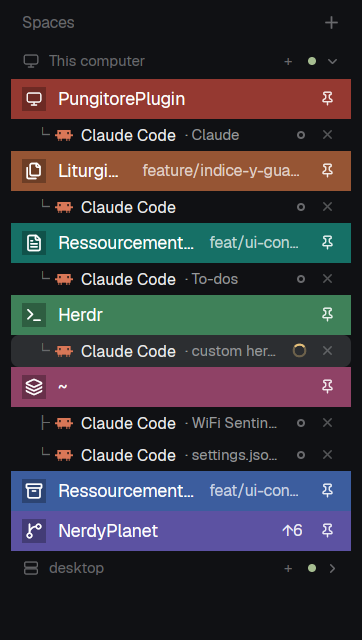 Spaces
This computer
PungitorePlugin
Claude Code · Claude
Liturgi... feature/indice-y-gua...
Claude Code
Ressourcement... feat/ui-con...
Claude Code · To-dos
Herdr
Claude Code · custom her...
~
Claude Code · WiFi Sentin...
Claude Code · settings.jso...
Ressourcement... feat/ui-con...
NerdyPlanet ↑6
desktop